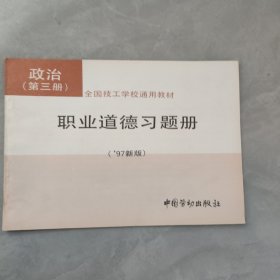 政治
(第三册)
全国技工学校通用教材
职业道德习题册
('97新版)
中国劳动出版社